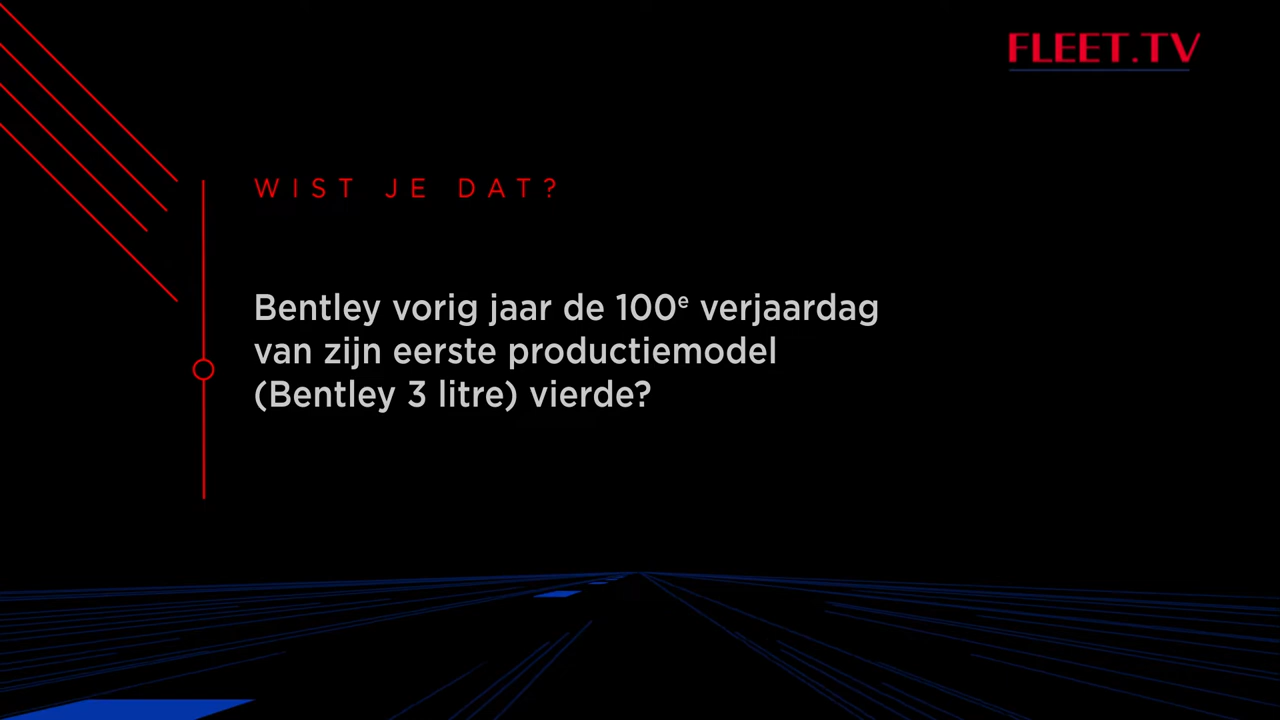 FLEET.TV
WIST JE DAT?
Bentley vorig jaar de 100e verjaardag
van zijn eerste productiemodel
(Bentley 3 litre) vierde?